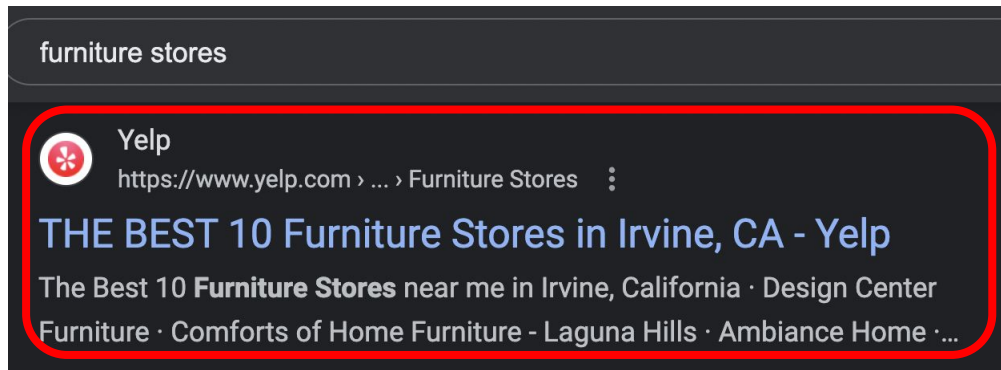 furniture stores
Yelp
https://www.yelp.com › ... › Furniture Stores
THE BEST 10 Furniture Stores in Irvine, CA - Yelp
The Best 10 Furniture Stores near me in Irvine, California · Design Center
Furniture · Comforts of Home Furniture - Laguna Hills · Ambiance Home ·...